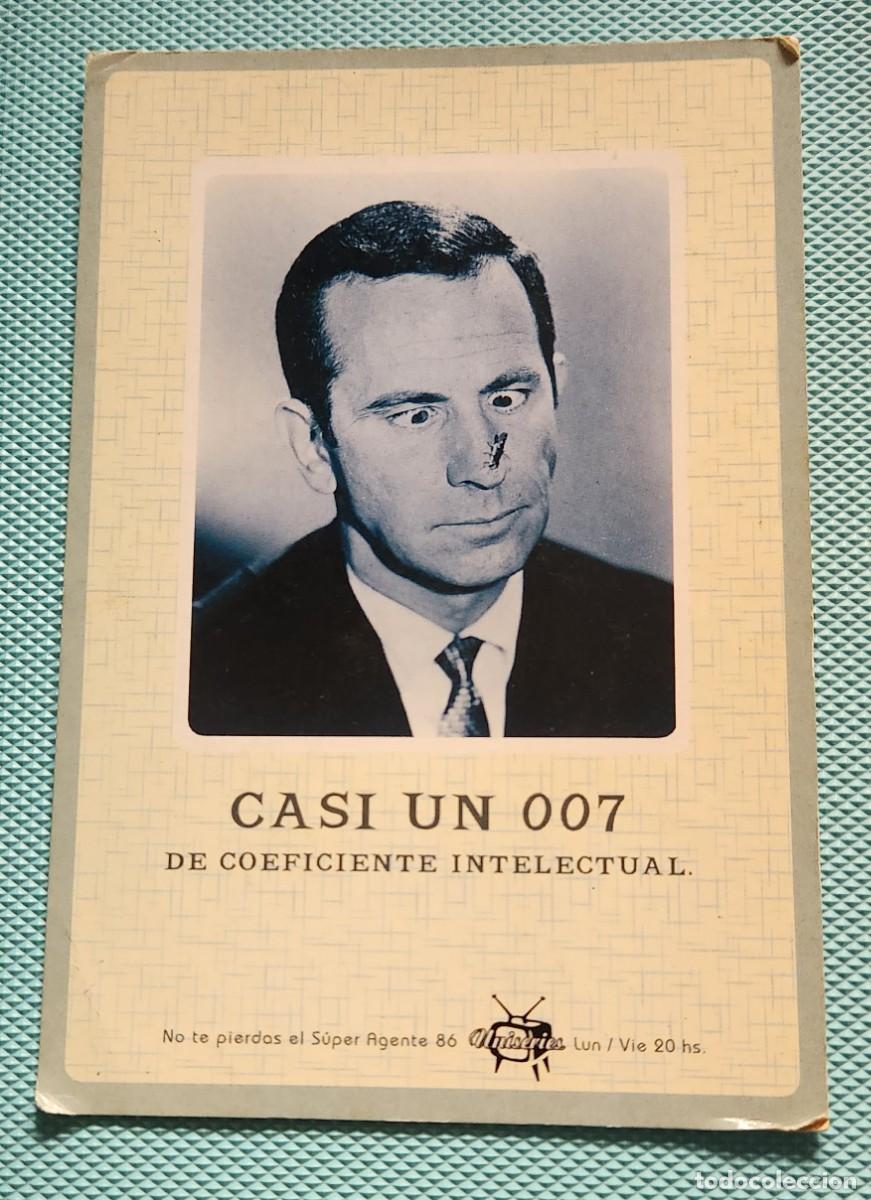 CASI UN 007
DE COEFICIENTE INTELECTUAL.
No te pierdas el Súper Agente 86 Uniseries Lun / Vie 20 hs.
todocoleccion